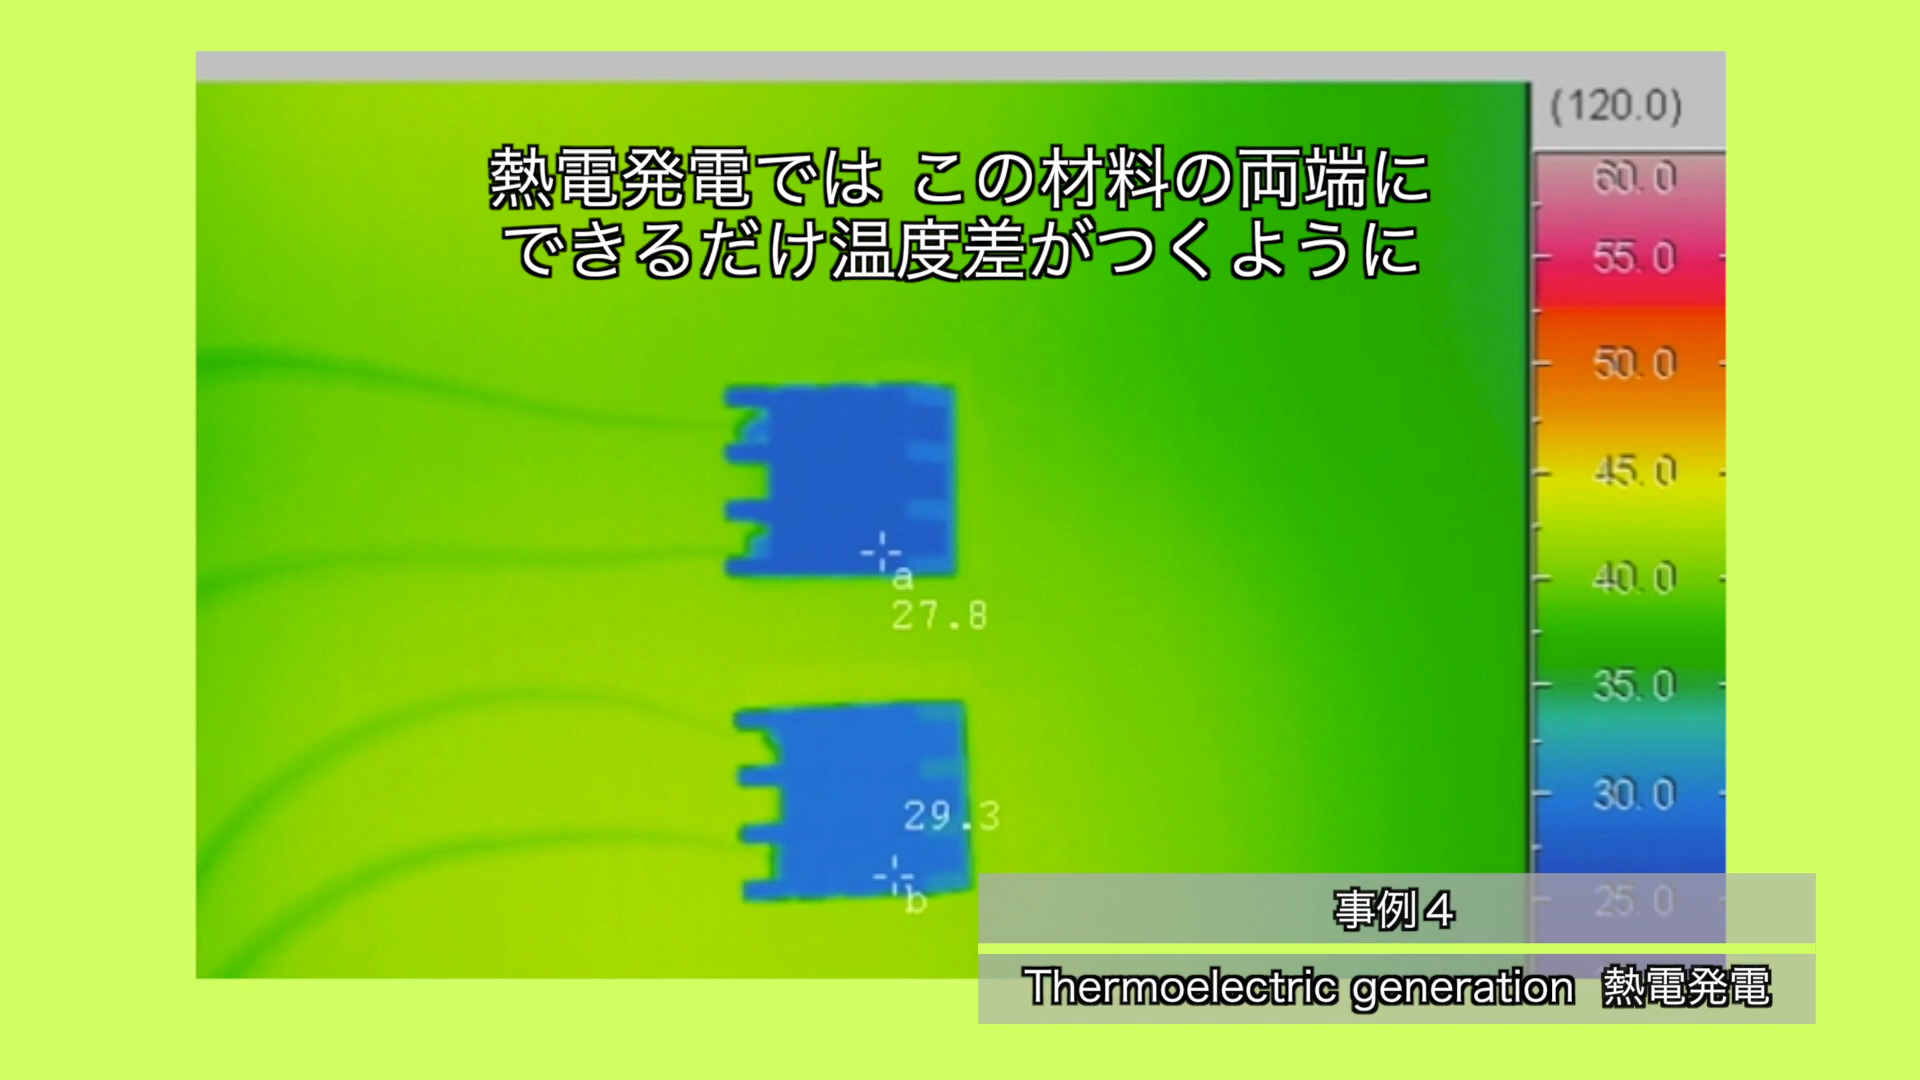 (120.0)
熱電発電では この材料の両端に
できるだけ温度差がつくように
60.0
55.0
50.0
45.0
40.0
35.0
30.0
25.0
a
27.8
29.3
b
事例４
Thermoelectric generation 熱電発電